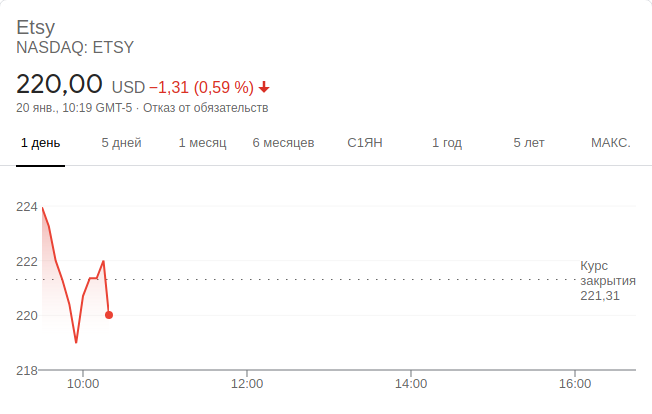 Etsy
NASDAQ: ETSY
220,00 USD −1,31 (0,59 %)
20 янв., 10:19 GMT-5 · Отказ от обязательств
1 день 5 дней 1 месяц 6 месяцев С1ЯН 1 год 5 лет МАКС.
224
222
Курс
закрытия
221,31
220
218
10:00 12:00 14:00 16:00